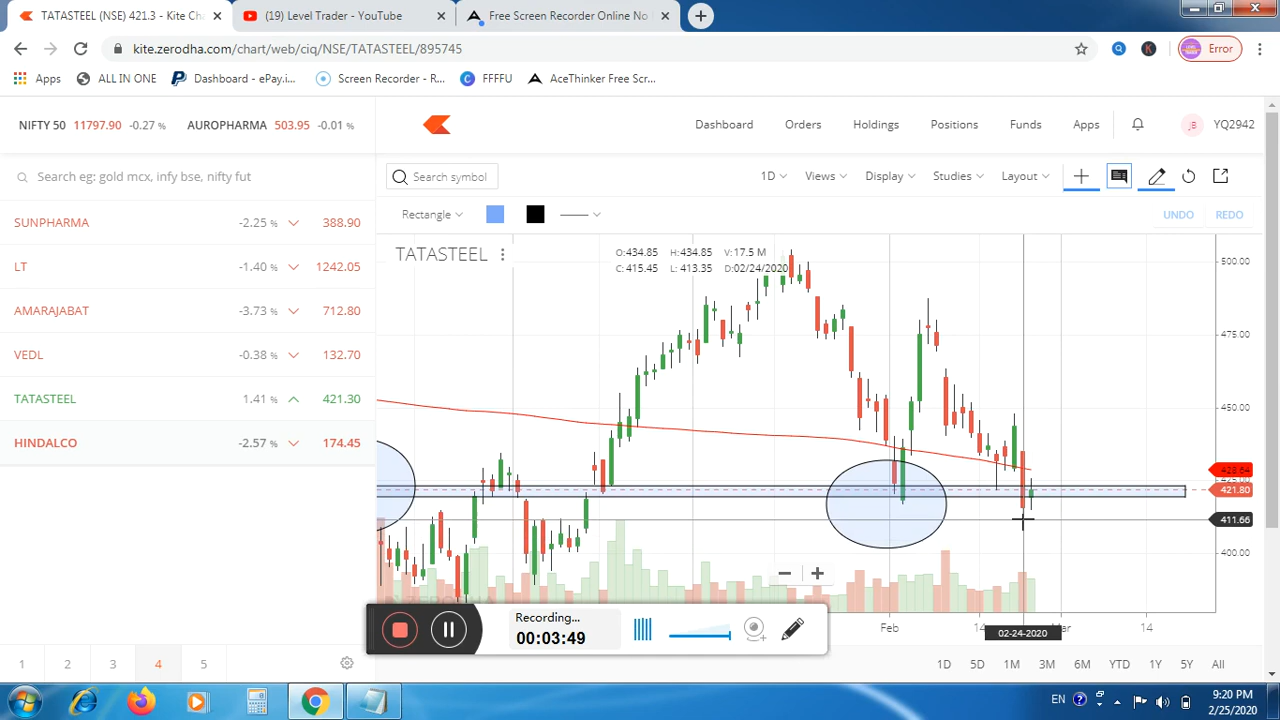 TATASTEEL (NSE) 421.3 - Kite Cha
(19) Level Trader - YouTube
Free Screen Recorder Online No
kite.zerodha.com/chart/web/ciq/NSE/TATASTEEL/895745
Error
Apps
ALL IN ONE
Dashboard - ePay.i...
Screen Recorder - R...
FFFFU
AceThinker Free Scr...
NIFTY 50 11797.90 -0.27 %
AUROPHARMA 503.95 -0.01 %
Dashboard
Orders
Holdings
Positions
Funds
Apps
JB
YQ2942
Search eg: gold mcx, infy bse, nifty fut
Search symbol
1D
Views
Display
Studies
Layout
Rectangle
UNDO
REDO
SUNPHARMA -2.25 % 388.90
LT -1.40 % 1242.05
AMARAJABAT -3.73 % 712.80
VEDL -0.38 % 132.70
TATASTEEL 1.41 % 421.30
HINDALCO -2.57 % 174.45
TATASTEEL
O:434.85 H:434.85 V:17.5 M
C:415.45 L:413.35 D:02/24/2020
500.00
475.00
450.00
428.64
421.80
411.66
400.00
Feb
14
02-24-2020
Mar
14
Recording...
00:03:49
1 2 3 4 5
1D 5D 1M 3M 6M YTD 1Y 5Y All
EN
9:20 PM
2/25/2020